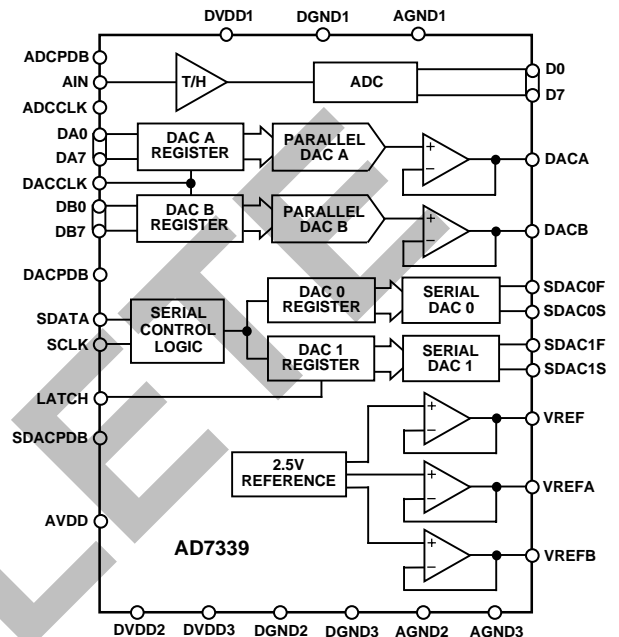 DVDD1 DGND1 AGND1
ADCPDB
AIN
ADCCLK
T/H
ADC
D0
D7
DA0
DA7
DAC A
REGISTER
PARALLEL
DAC A
+
−
DACA
DACCLK
DB0
DB7
DAC B
REGISTER
PARALLEL
DAC B
+
−
DACB
DACPDB
SDATA
SCLK
SERIAL
CONTROL
LOGIC
DAC 0
REGISTER
SERIAL
DAC 0
SDAC0F
SDAC0S
DAC 1
REGISTER
SERIAL
DAC 1
SDAC1F
SDAC1S
LATCH
SDACPDB
2.5V
REFERENCE
+
−
VREF
+
−
VREFA
+
−
VREFB
AVDD
AD7339
DVDD2 DVDD3 DGND2 DGND3 AGND2 AGND3
LETE